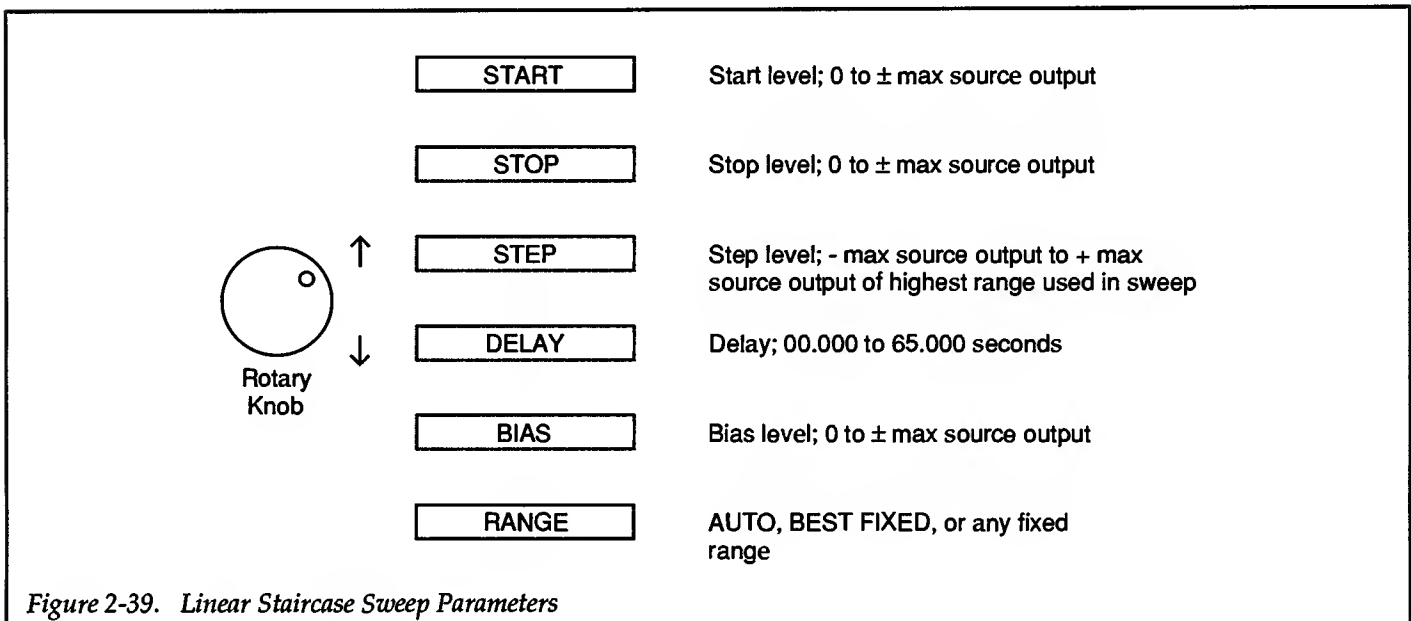 START
Start level; 0 to ± max source output
STOP
Stop level; 0 to ± max source output
↑
STEP
Step level; - max source output to + max
source output of highest range used in sweep
↓
DELAY
Delay; 00.000 to 65.000 seconds
Rotary
Knob
BIAS
Bias level; 0 to ± max source output
RANGE
AUTO, BEST FIXED, or any fixed
range
Figure 2-39. Linear Staircase Sweep Parameters